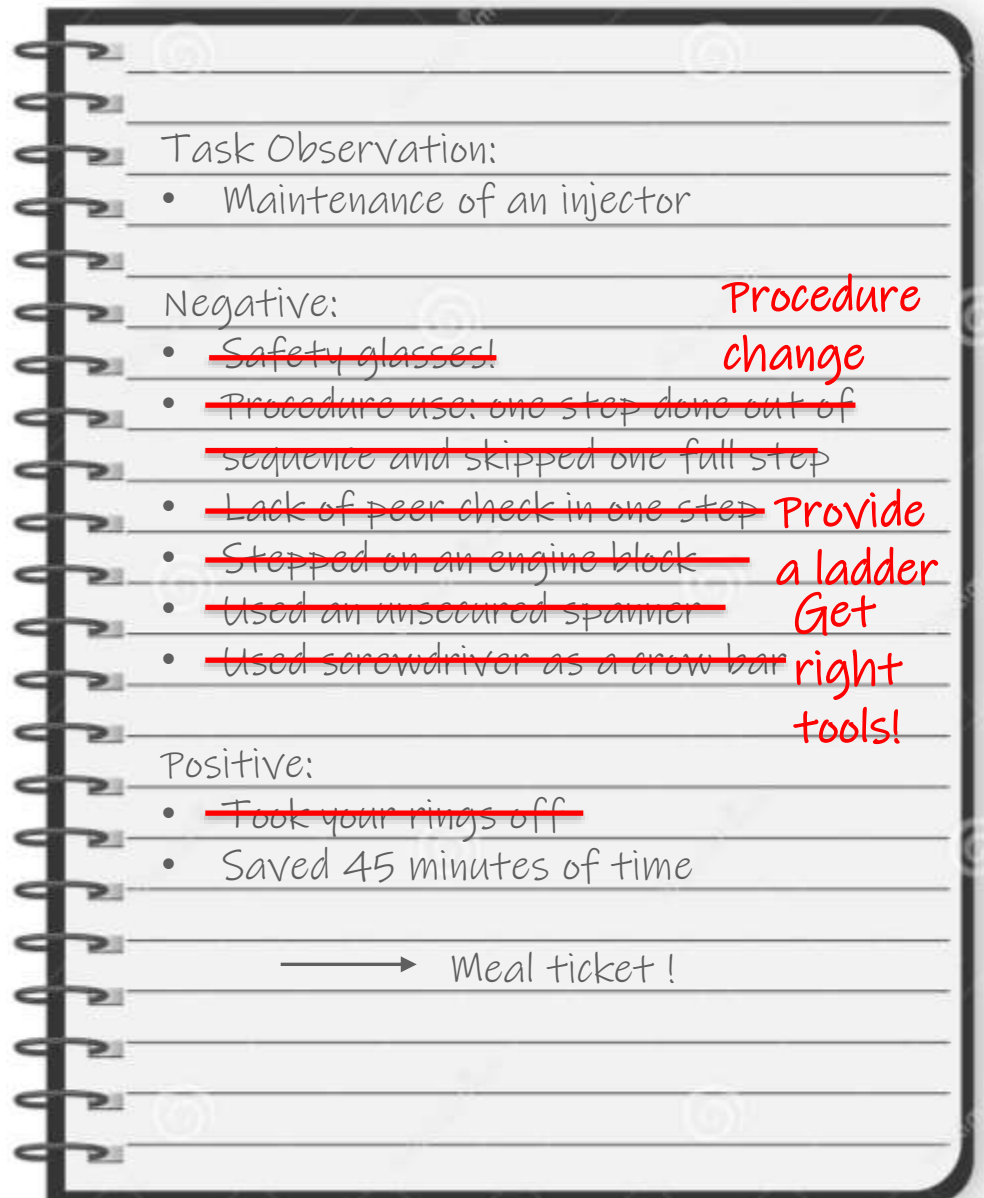 Task Observation:
• Maintenance of an injector
Negative:
• Safety glasses!
• Procedure use: one step done out of
sequence and skipped one full step
• Lack of peer check in one step
• Stepped on an engine block
• Used an unsecured spanner
• Used screwdriver as a crow bar
Procedure
change
Provide
a ladder
Get
right
tools!
Positive:
• Took your rings off
• Saved 45 minutes of time
Meal ticket !